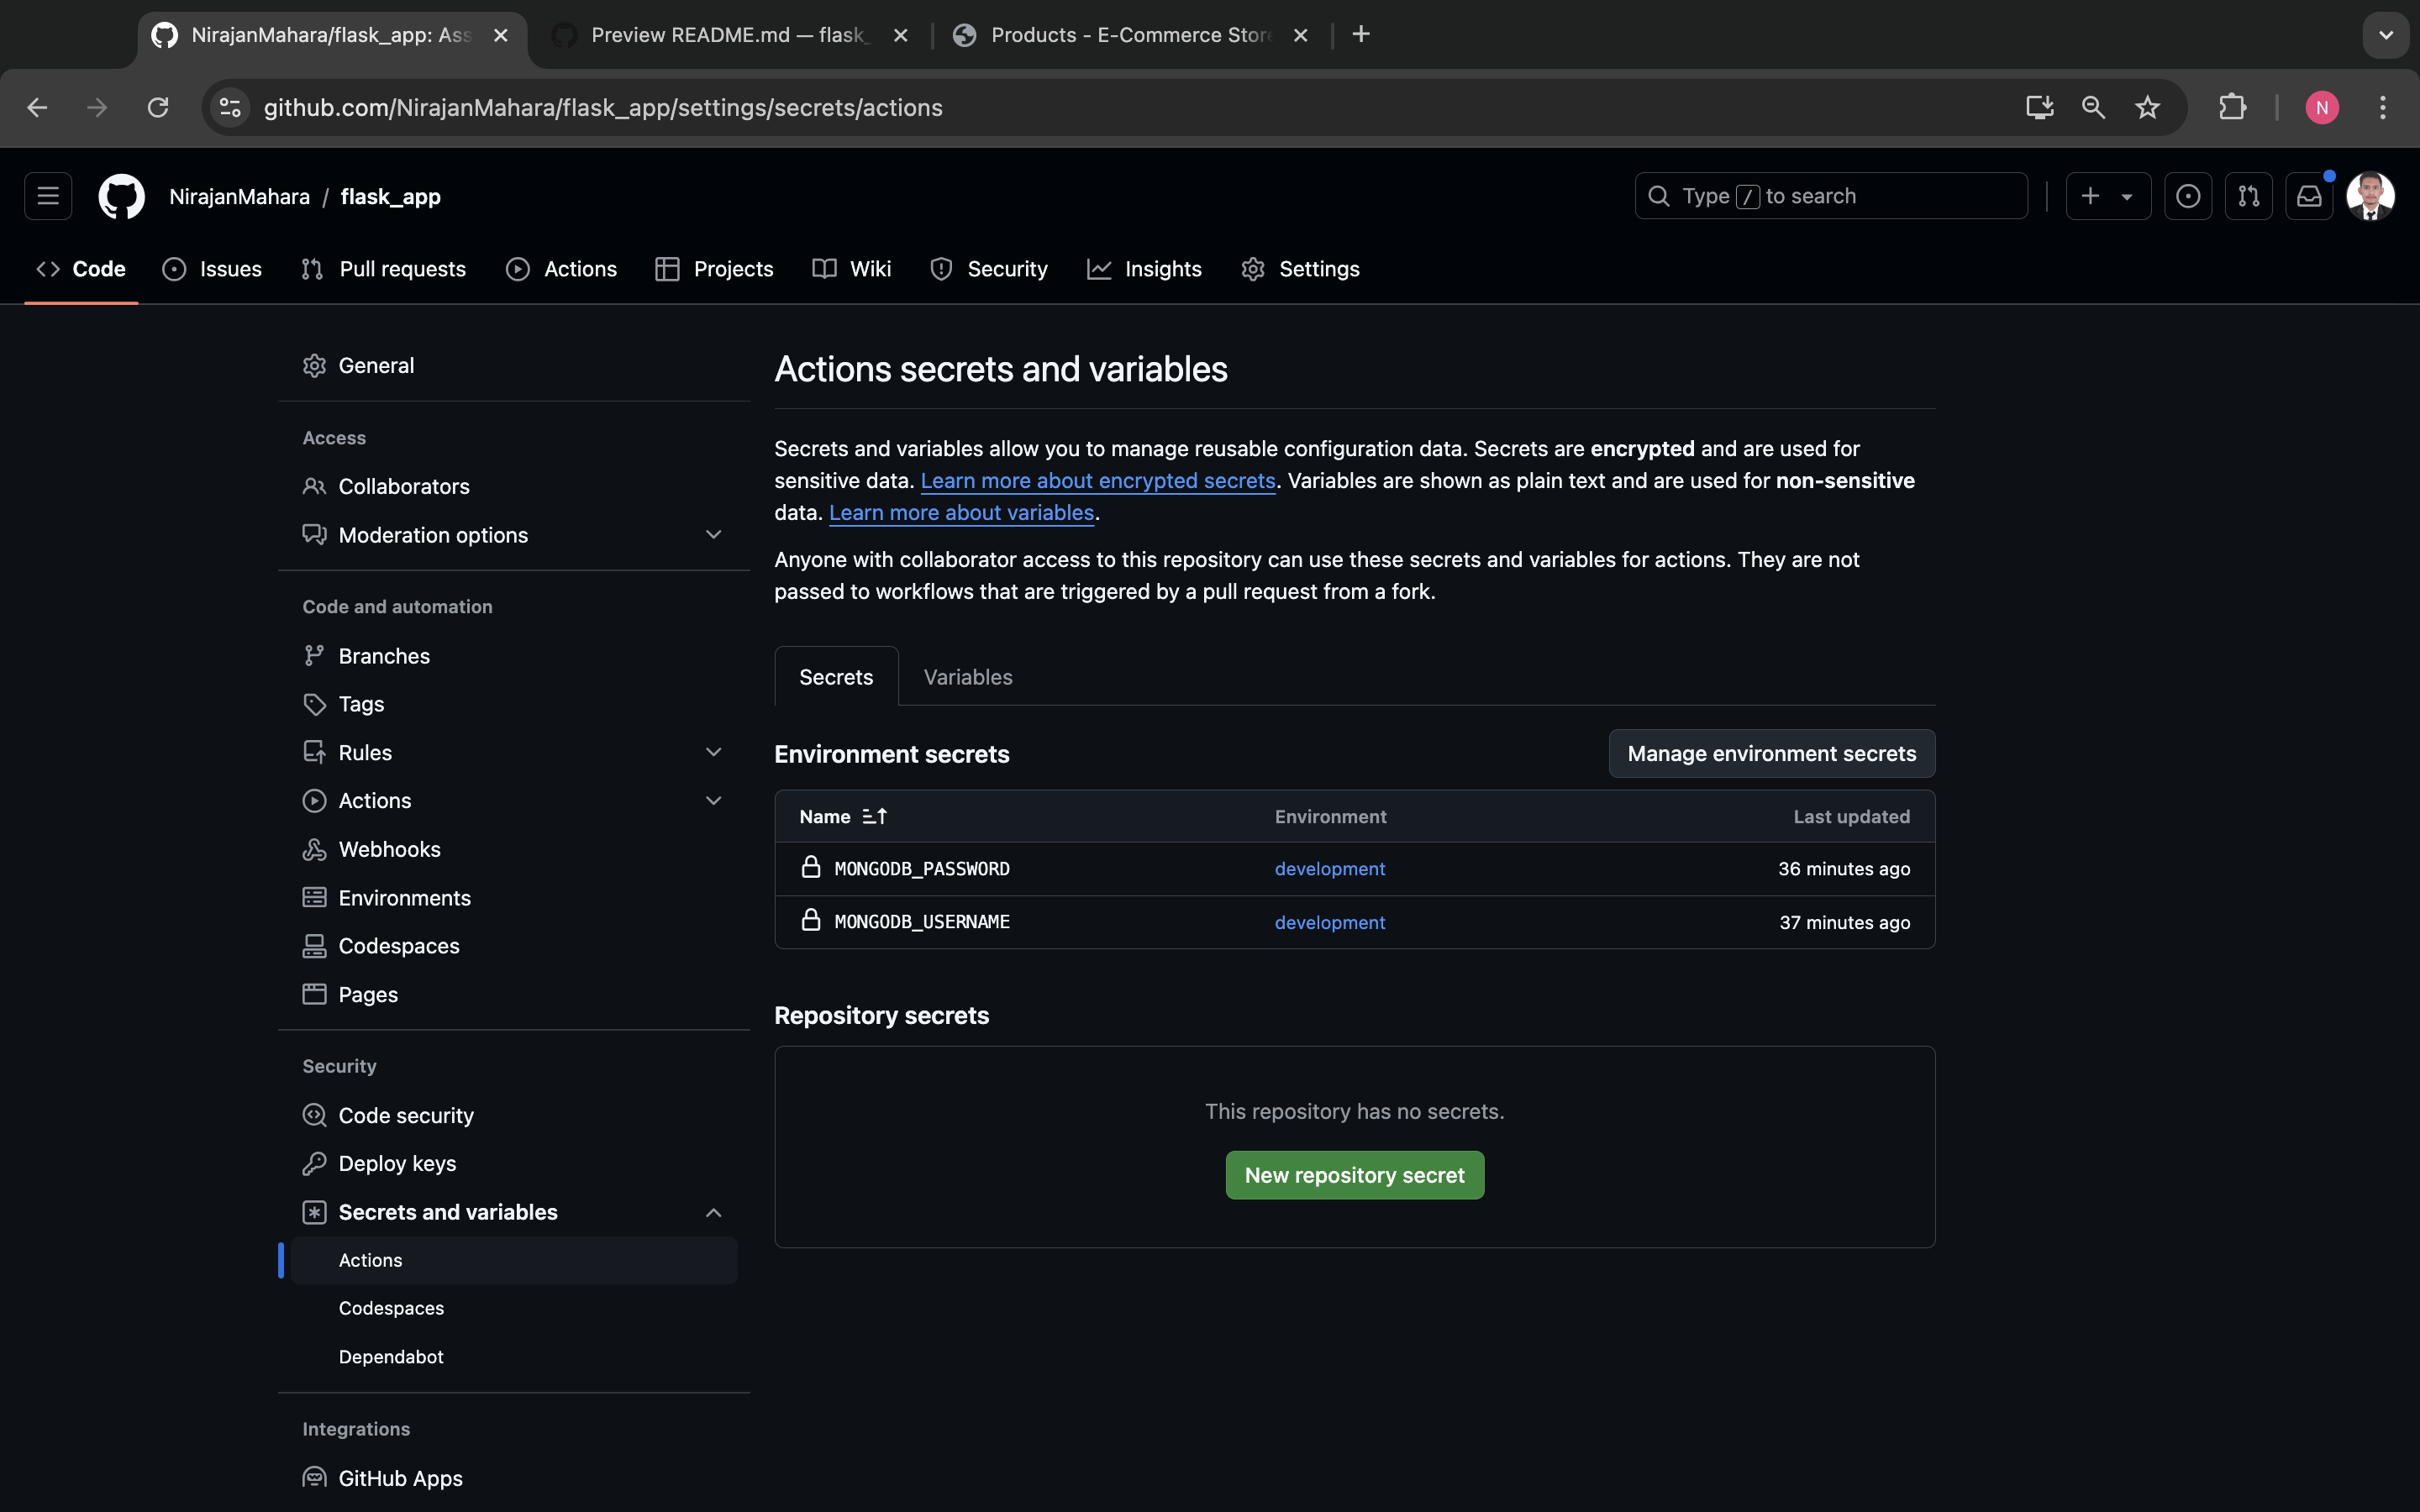 NirajanMahara/flask_app: Ass
Preview README.md — flask_
Products - E-Commerce Store
github.com/NirajanMahara/flask_app/settings/secrets/actions
N
NirajanMahara / flask_app
Type / to search
Code
Issues
Pull requests
Actions
Projects
Wiki
Security
Insights
Settings
General
Access
Collaborators
Moderation options
Code and automation
Branches
Tags
Rules
Actions
Webhooks
Environments
Codespaces
Pages
Security
Code security
Deploy keys
Secrets and variables
Actions
Codespaces
Dependabot
Integrations
GitHub Apps
Actions secrets and variables
Secrets and variables allow you to manage reusable configuration data. Secrets are encrypted and are used for
sensitive data. Learn more about encrypted secrets. Variables are shown as plain text and are used for non-sensitive
data. Learn more about variables.
Anyone with collaborator access to this repository can use these secrets and variables for actions. They are not
passed to workflows that are triggered by a pull request from a fork.
Secrets
Variables
Environment secrets
Manage environment secrets
Name Environment Last updated
MONGODB_PASSWORD development 36 minutes ago
MONGODB_USERNAME development 37 minutes ago
Repository secrets
This repository has no secrets.
New repository secret